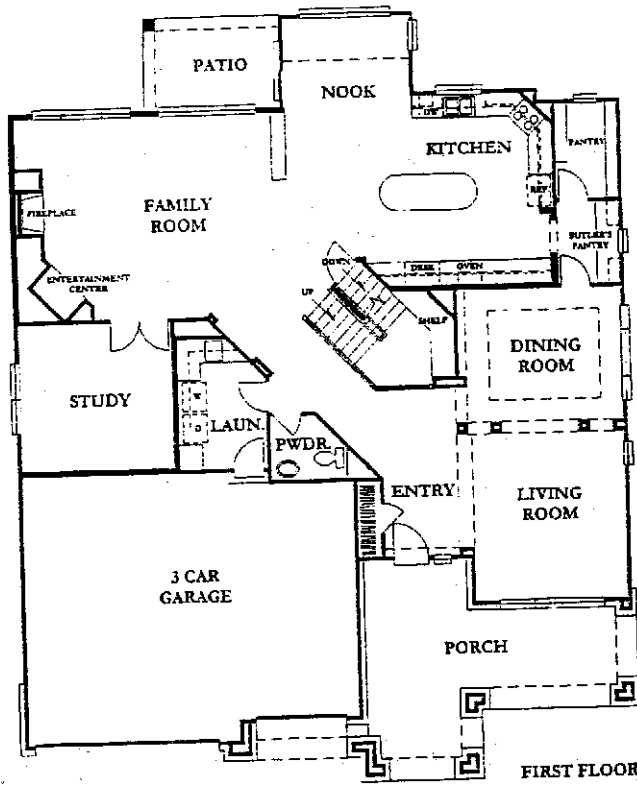 PATIO
NOOK
D/W
KITCHEN
PANTRY
REF
FIREPLACE
FAMILY
ROOM
BUTLER'S
PANTRY
DOWN
DESK
OVEN
ENTERTAINMENT
CENTER
UP
SHELF
DINING
ROOM
STUDY
W
D
LAUN.
PWDR.
ENTRY
LIVING
ROOM
3 CAR
GARAGE
PORCH
FIRST FLOOR